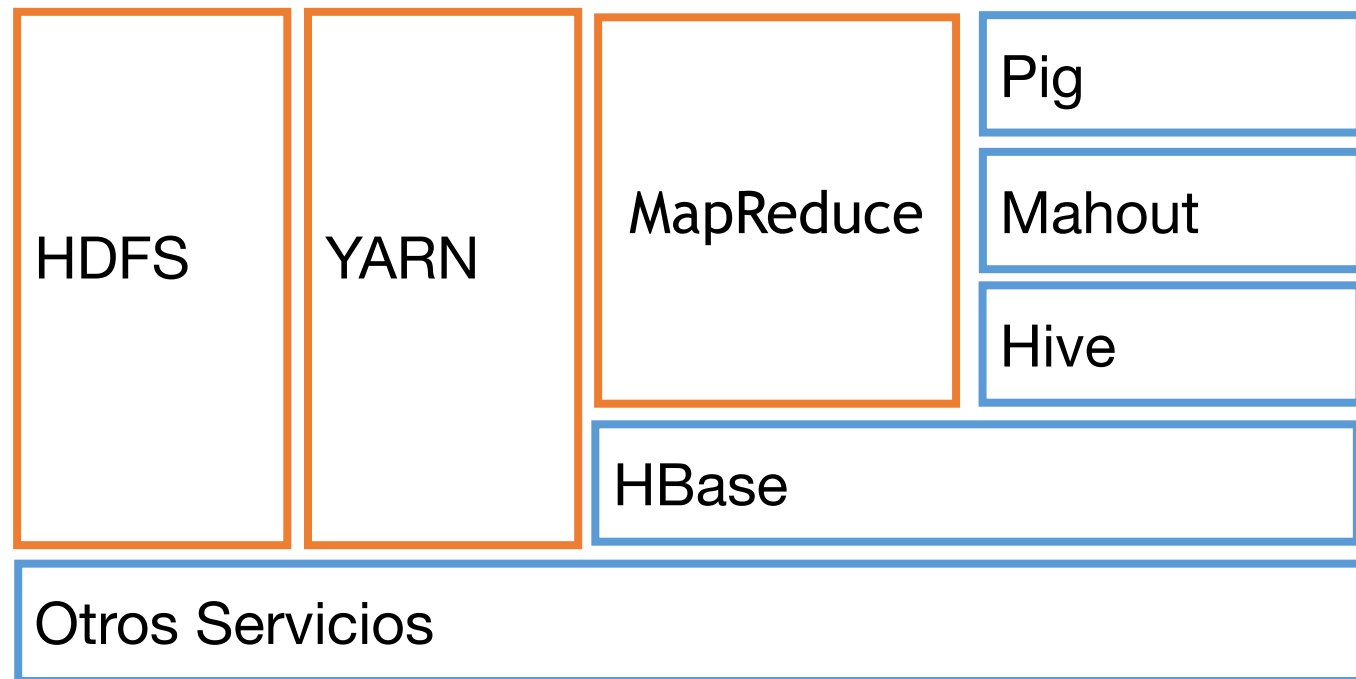 HDFS
YARN
MapReduce
Pig
Mahout
Hive
HBase
Otros Servicios